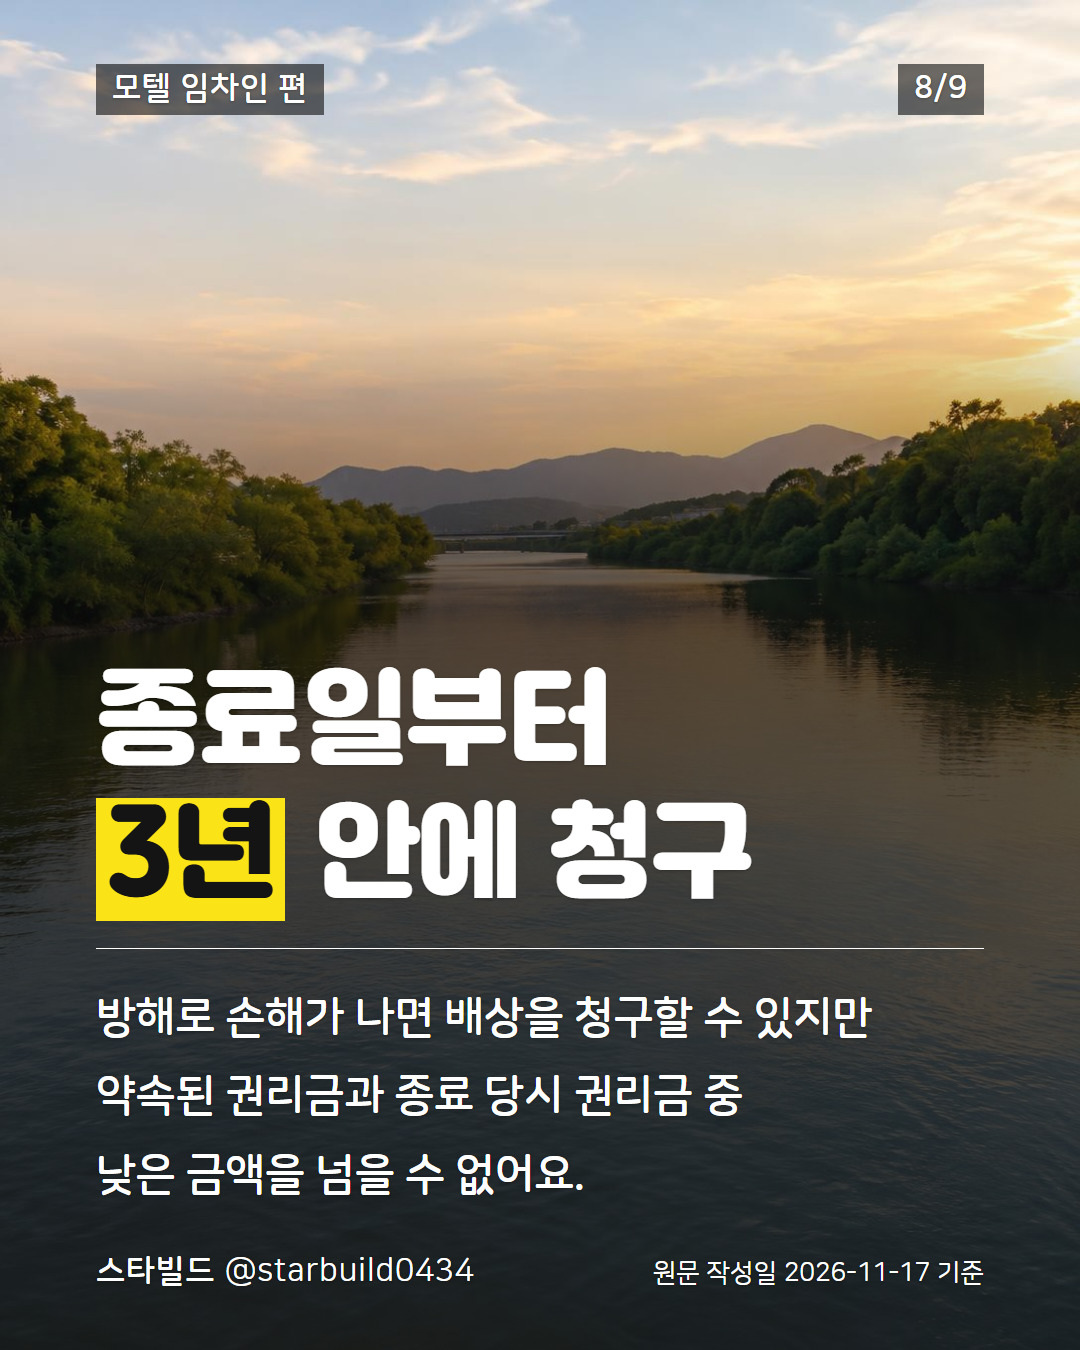 모텔 임차인 편
8/9
종료일부터
3년 안에 청구
방해로 손해가 나면 배상을 청구할 수 있지만
약속된 권리금과 종료 당시 권리금 중
낮은 금액을 넘을 수 없어요.
스타빌드 @starbuild0434
원문 작성일 2026-11-17 기준